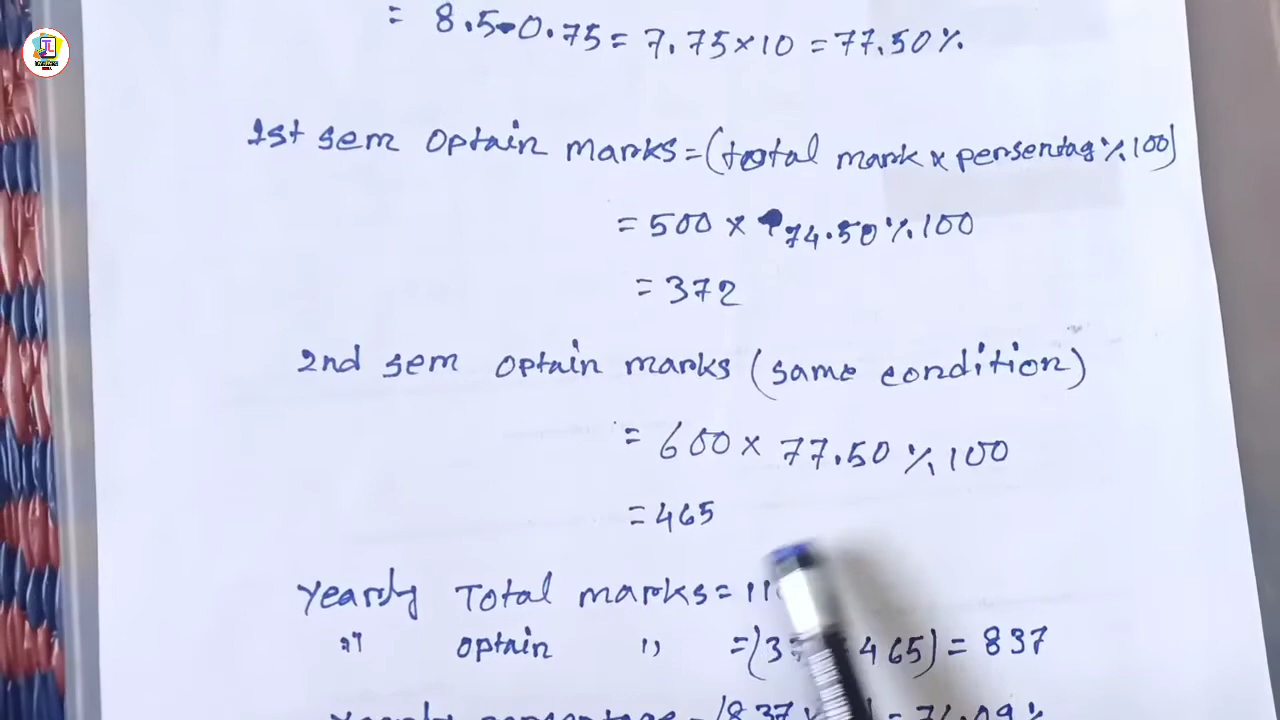 = 8.5-0.75 = 7.75×10 = 77.50%
1st sem optain marks = (total mark × persentag % 100)
= 500 × 74.50 % 100
= 372
2nd sem optain marks (same condition)
= 600 × 77.50 % 100
= 465
Yearly Total marks = 11
" optain " = (3 465) = 837
(837